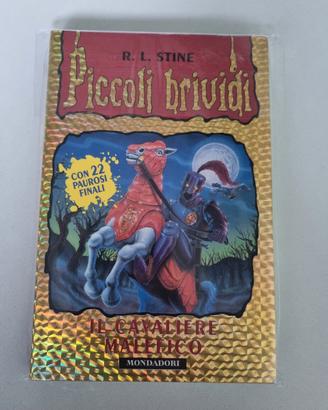 R. L. STINE
Piccoli brividi
CON 22
PAUROSI
FINALI
IL CAVALIERE
MALEFICO
MONDADORI